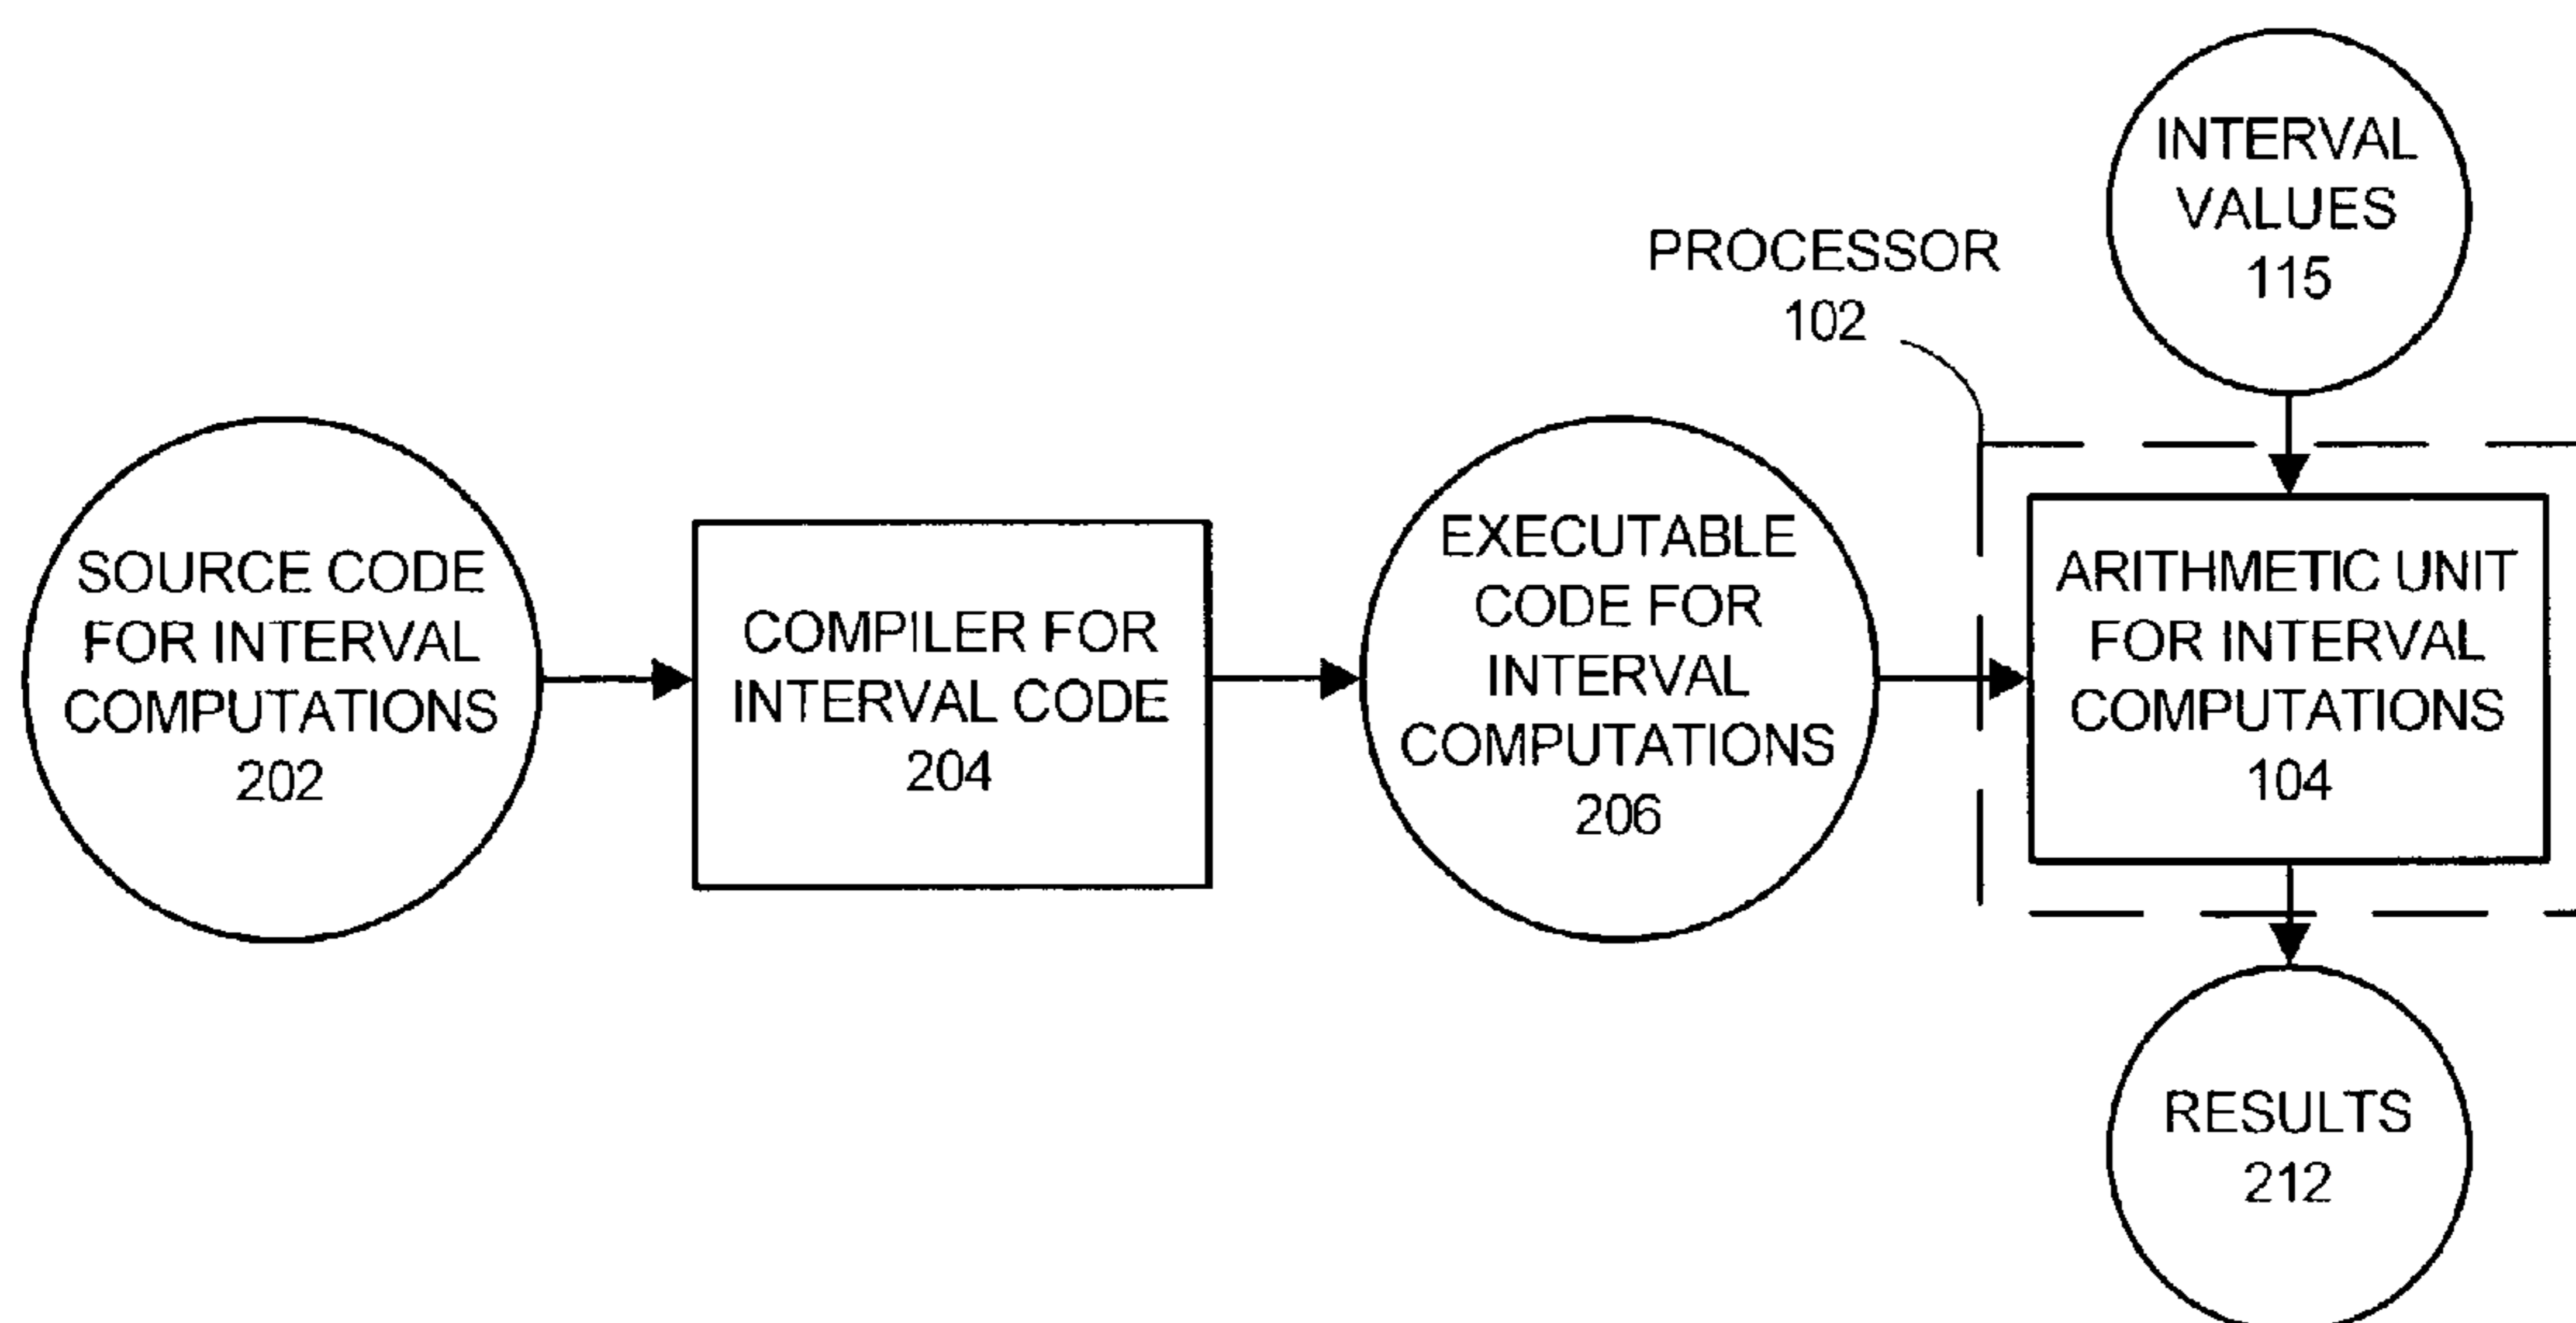 INTERVAL
VALUES
115
PROCESSOR
102
SOURCE CODE
FOR INTERVAL
COMPUTATIONS
202
COMPILER FOR
INTERVAL CODE
204
EXECUTABLE
CODE FOR
INTERVAL
COMPUTATIONS
206
ARITHMETIC UNIT
FOR INTERVAL
COMPUTATIONS
104
RESULTS
212